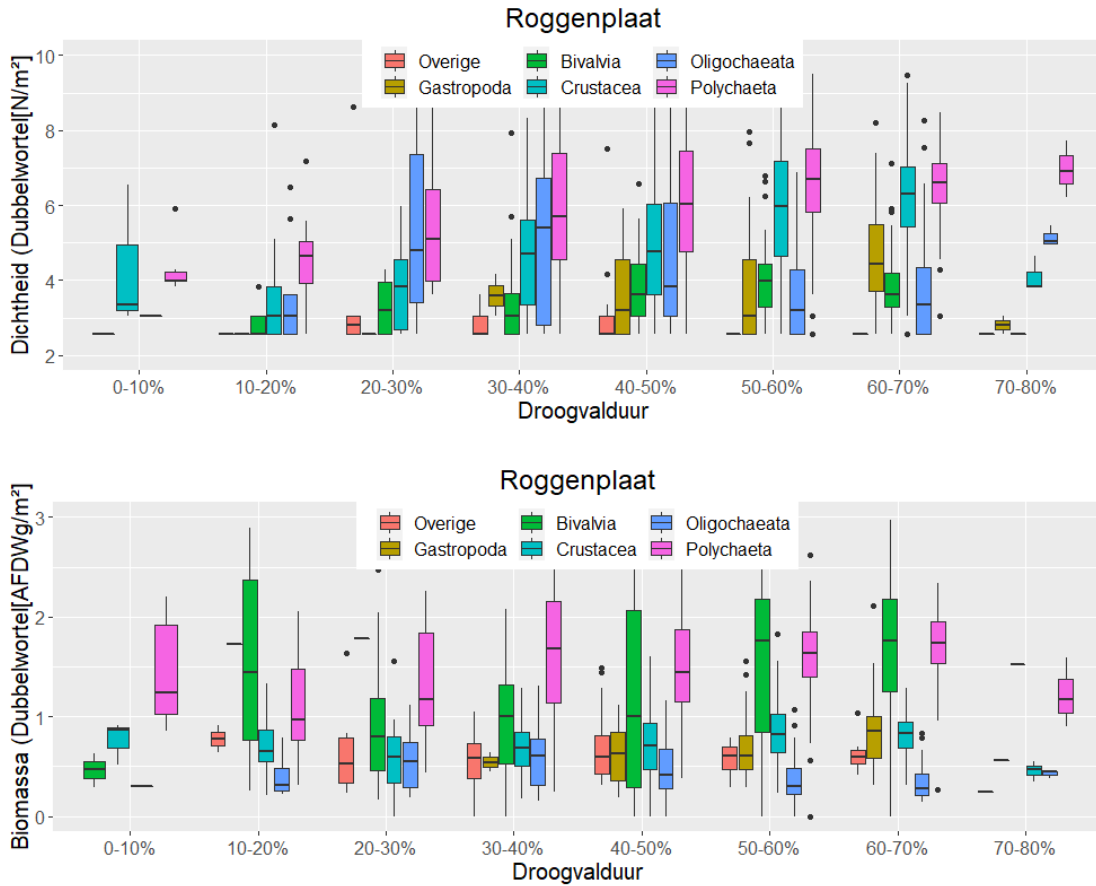 Roggenplaat
Overige Bivalvia Oligochaeata
Gastropoda Crustacea Polychaeta
Dichtheid (Dubbelwortel[N/m²]
10
8
6
4
2
0-10% 10-20% 20-30% 30-40% 40-50% 50-60% 60-70% 70-80%
Droogvalduur
Roggenplaat
Overige Bivalvia Oligochaeata
Gastropoda Crustacea Polychaeta
Biomassa (Dubbelwortel[AFDWg/m²]
3
2
1
0
0-10% 10-20% 20-30% 30-40% 40-50% 50-60% 60-70% 70-80%
Droogvalduur